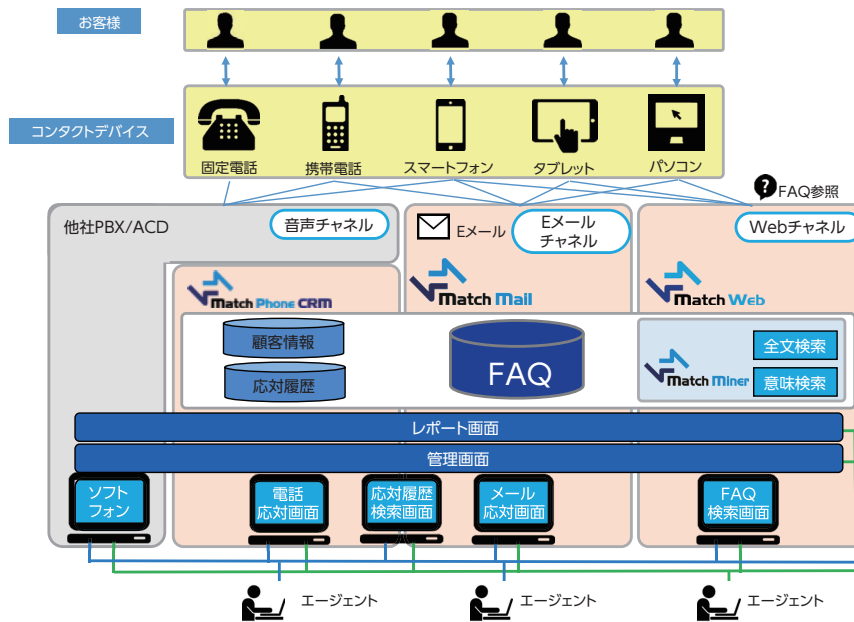 お客様
コンタクトデバイス
固定電話
携帯電話
スマートフォン
タブレット
パソコン
?
FAQ参照
他社PBX/ACD
音声チャネル
Eメール
Eメール
チャネル
Webチャネル
Match Phone CRM
Match Mail
Match Web
顧客情報
応対履歴
FAQ
Match Miner
全文検索
意味検索
レポート画面
管理画面
ソフト
フォン
電話
応対画面
応対履歴
検索画面
メール
応対画面
FAQ
検索画面
エージェント
エージェント
エージェント